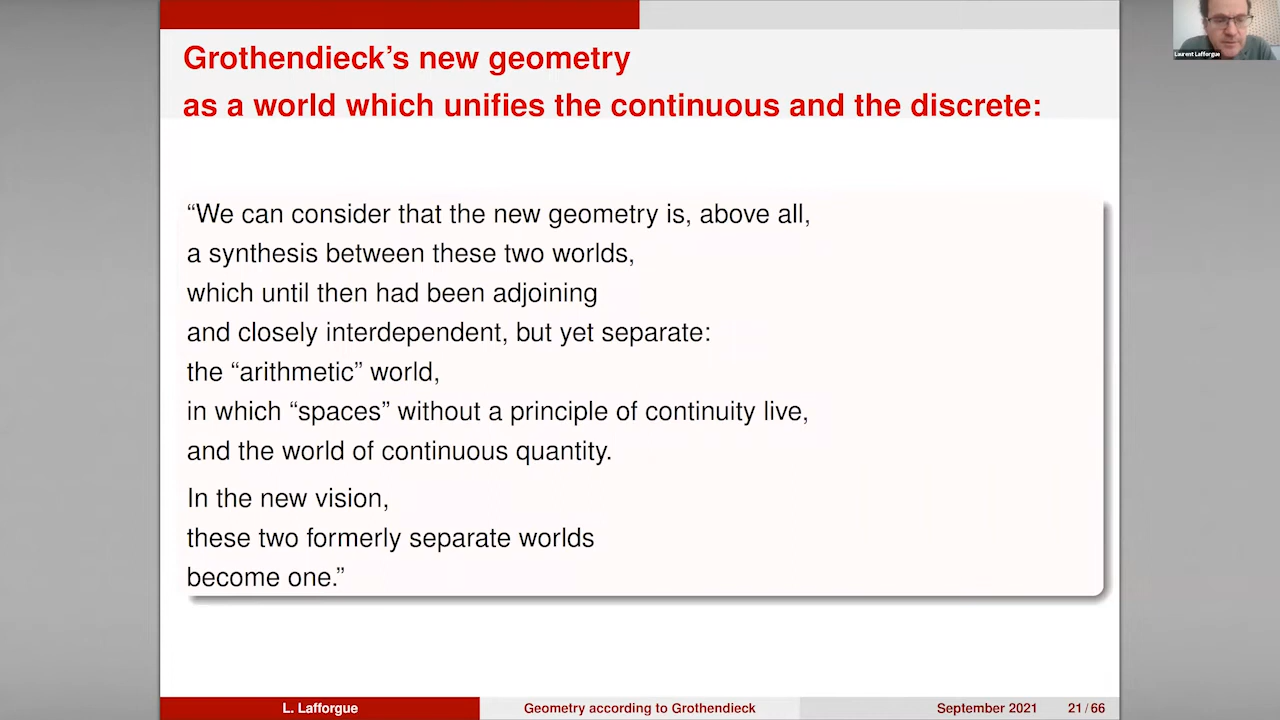 Grothendieck's new geometry
as a world which unifies the continuous and the discrete:
“We can consider that the new geometry is, above all,
a synthesis between these two worlds,
which until then had been adjoining
and closely interdependent, but yet separate:
the “arithmetic” world,
in which “spaces” without a principle of continuity live,
and the world of continuous quantity.
In the new vision,
these two formerly separate worlds
become one.”
L. Lafforgue
Geometry according to Grothendieck
September 2021
21 / 66
Laurent Lafforgue